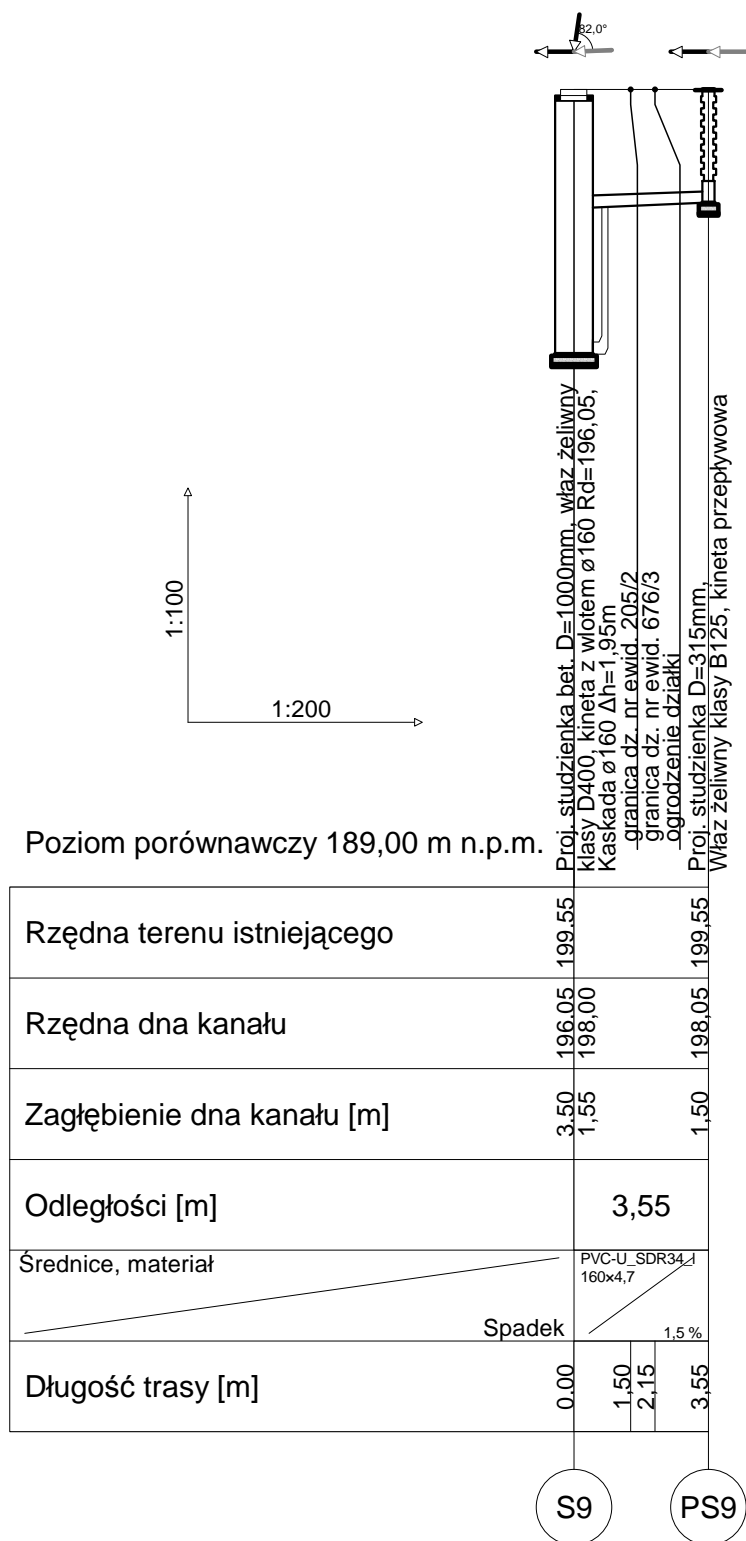 82,0°
1:100
1:200
Proj. studzienka bet. D=1000mm, właz żeliwny
klasy D400, kineta z wlotem ø160 Rd=196,05,
Kaskada ø160 Δh=1,95m
granica dz. nr ewid. 205/2
granica dz. nr ewid. 676/3
ogrodzenie działki
Proj. studzienka D=315mm,
Właz żeliwny klasy B125, kineta przepływowa
Poziom porównawczy 189,00 m n.p.m.
Rzędna terenu istniejącego
199.55
199,55
Rzędna dna kanału
196.05
198,00
198,05
Zagłębienie dna kanału [m]
3.50
1,55
1,50
Odległości [m]
3,55
Średnice, materiał
PVC-U_SDR34_I
160×4,7
Spadek
1,5 %
Długość trasy [m]
0.00
1,50
2,15
3,55
S9
PS9